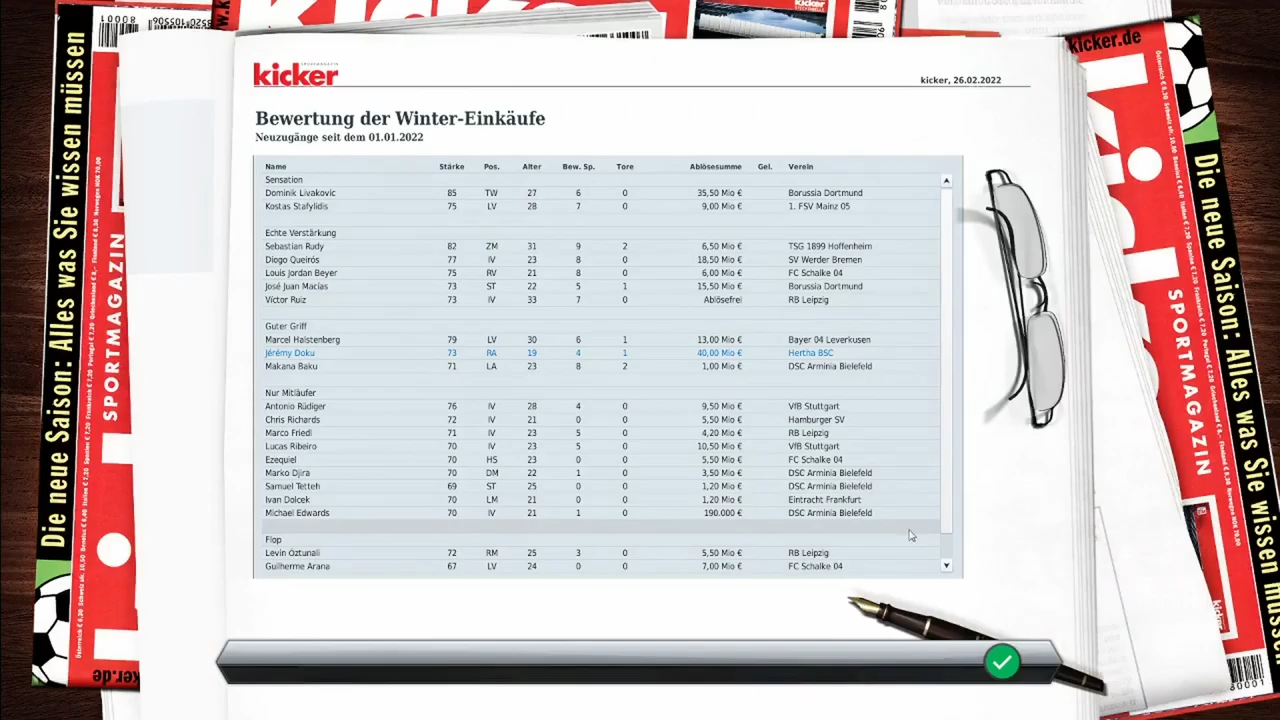 kicker
kicker, 26.02.2022
Bewertung der Winter-Einkäufe
Neuzugänge seit dem 01.01.2022
Name Stärke Pos. Alter Bew. Sp. Tore Ablösesumme Gel. Verein
Sensation
Dominik Livakovic 85 TW 27 6 0 35,50 Mio € Borussia Dortmund
Kostas Stafylidis 75 LV 28 7 0 9,00 Mio € 1. FSV Mainz 05
Echte Verstärkung
Sebastian Rudy 82 ZM 31 9 2 6,50 Mio € TSG 1899 Hoffenheim
Diogo Queirós 77 IV 23 8 0 18,50 Mio € SV Werder Bremen
Louis Jordan Beyer 75 RV 21 8 0 6,00 Mio € FC Schalke 04
José Juan Macías 73 ST 22 5 1 15,50 Mio € Borussia Dortmund
Víctor Ruiz 73 IV 33 7 0 Ablösefrei RB Leipzig
Guter Griff
Marcel Halstenberg 79 LV 30 6 1 13,00 Mio € Bayer 04 Leverkusen
Jérémy Doku 73 RA 19 4 1 40,00 Mio € Hertha BSC
Makana Baku 71 LA 23 8 2 1,00 Mio € DSC Arminia Bielefeld
Nur Mitläufer
Antonio Rüdiger 76 IV 28 4 0 9,50 Mio € VfB Stuttgart
Chris Richards 72 IV 21 0 0 5,50 Mio € Hamburger SV
Marco Friedl 71 IV 23 5 0 4,20 Mio € RB Leipzig
Lucas Ribeiro 70 IV 23 5 0 10,50 Mio € VfB Stuttgart
Ezequiel 70 HS 23 0 0 5,50 Mio € FC Schalke 04
Marko Djira 70 DM 22 1 0 3,50 Mio € DSC Arminia Bielefeld
Samuel Tetteh 69 ST 25 0 0 1,20 Mio € DSC Arminia Bielefeld
Ivan Dolcek 70 LM 21 0 0 1,20 Mio € Eintracht Frankfurt
Michael Edwards 70 IV 21 1 0 190.000 € DSC Arminia Bielefeld
Flop
Levin Öztunali 72 RM 25 3 0 5,50 Mio € RB Leipzig
Guilherme Arana 67 LV 24 0 0 7,00 Mio € FC Schalke 04
Die neue Saison: Alles was Sie wissen müssen
SPORTMAGAZIN
kicker.de
Die neue Saison: Alles was Sie wissen müssen
SPORTMAGAZIN